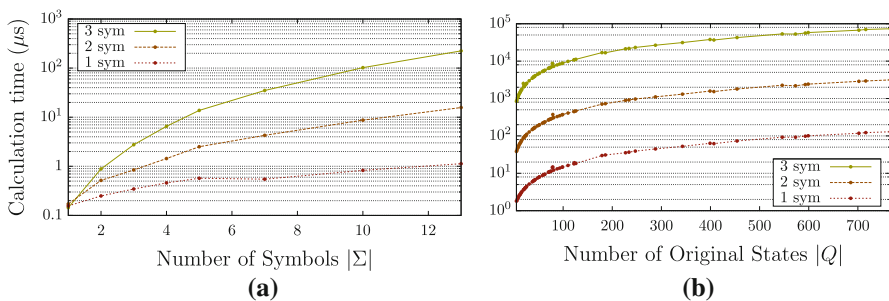 10³
10²
10¹
1
0.1
Calculation time (μs)
3 sym
2 sym
1 sym
2 4 6 8 10 12
Number of Symbols |Σ|
(a)
10⁵
10⁴
10³
10²
10¹
10⁰
3 sym
2 sym
1 sym
100 200 300 400 500 600 700
Number of Original States |Q|
(b)